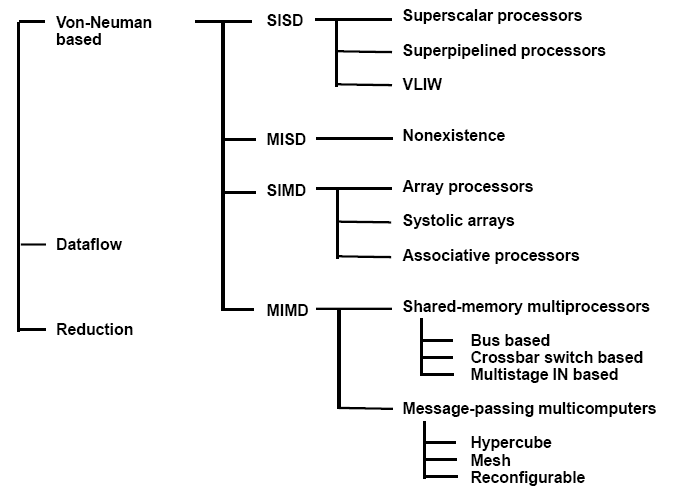 Von-Neuman
based
SISD
Superscalar processors
Superpipelined processors
VLIW
MISD
Nonexistence
SIMD
Array processors
Systolic arrays
Associative processors
Dataflow
MIMD
Shared-memory multiprocessors
Reduction
Bus based
Crossbar switch based
Multistage IN based
Message-passing multicomputers
Hypercube
Mesh
Reconfigurable